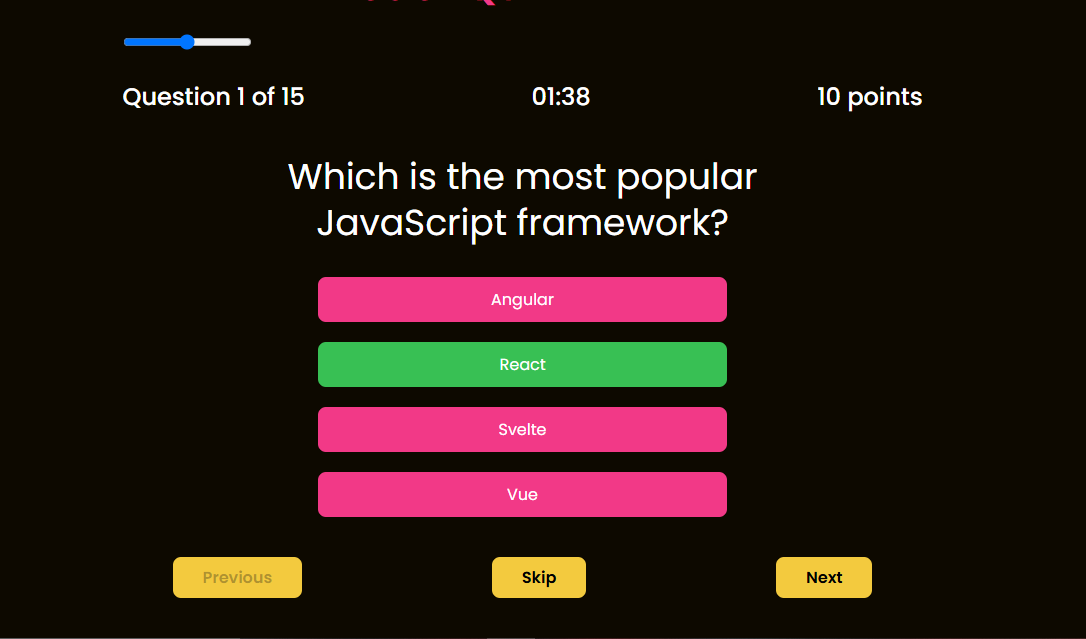 Question 1 of 15
01:38
10 points
Which is the most popular
JavaScript framework?
Angular
React
Svelte
Vue
Previous
Skip
Next